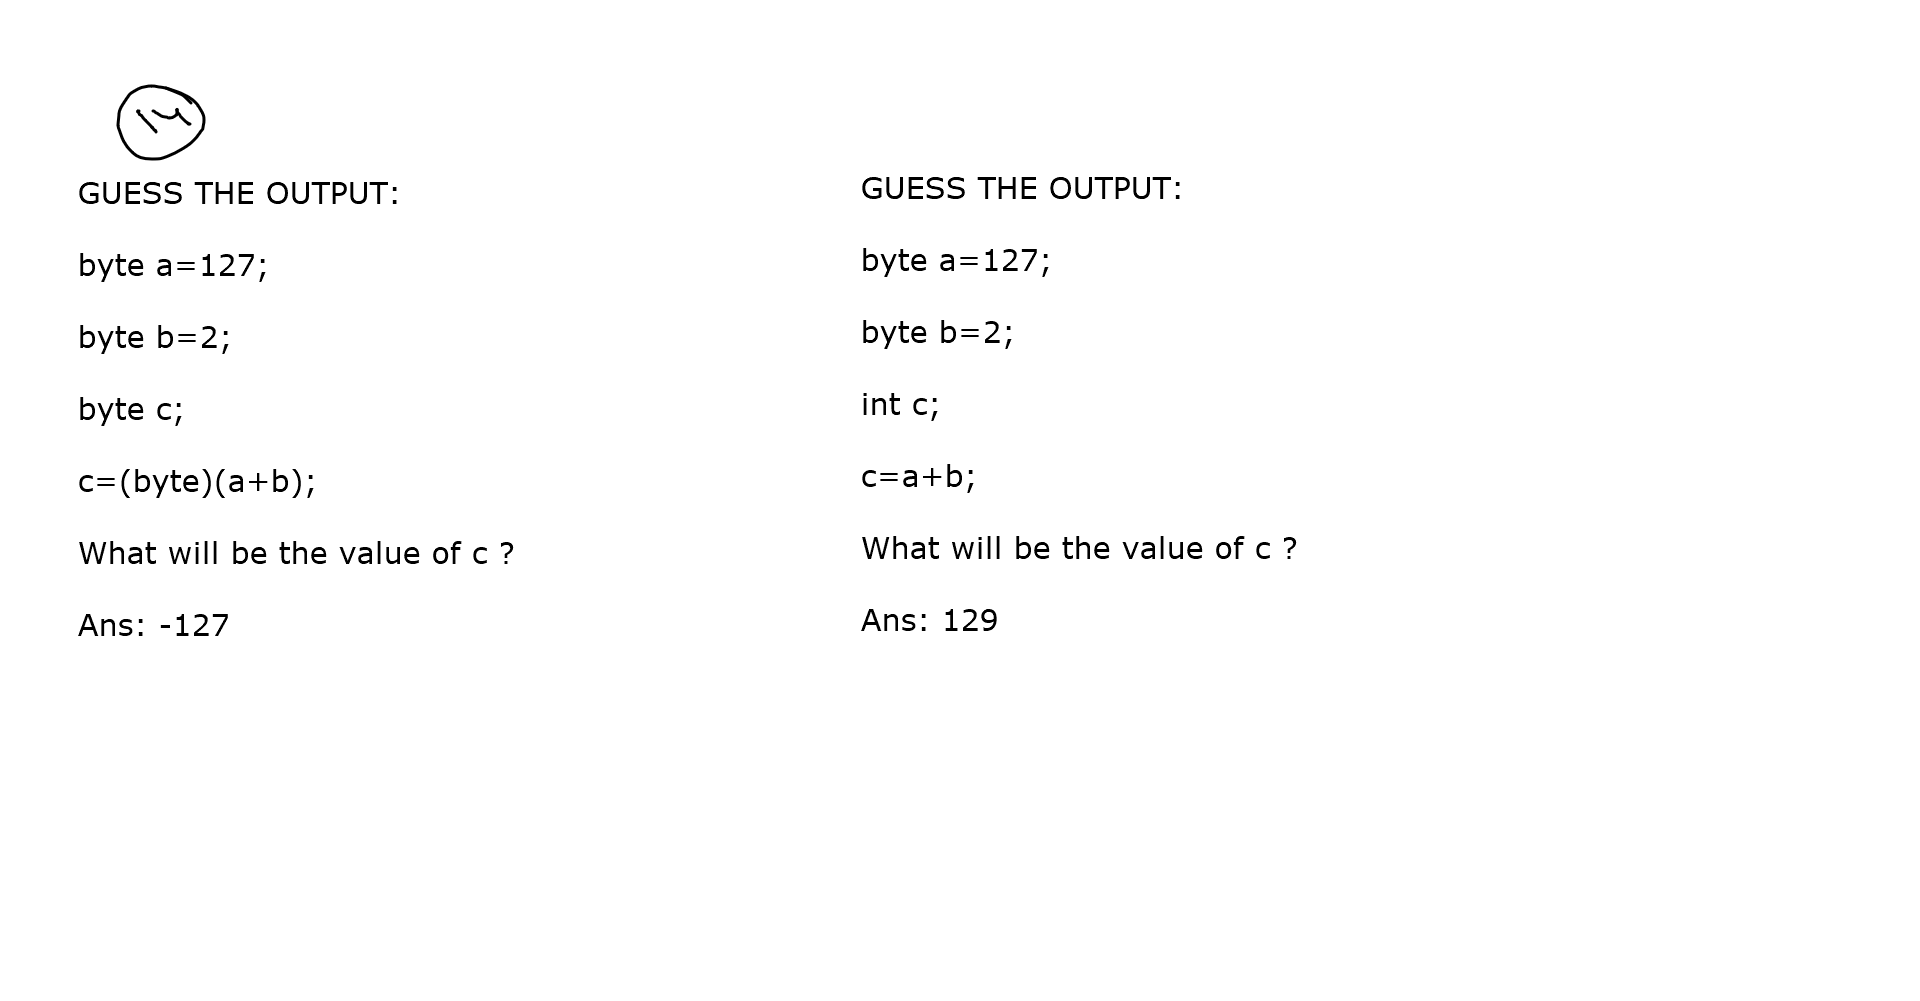 GUESS THE OUTPUT:
byte a=127;
byte b=2;
byte c;
c=(byte)(a+b);
What will be the value of c ?
Ans: -127
GUESS THE OUTPUT:
byte a=127;
byte b=2;
int c;
c=a+b;
What will be the value of c ?
Ans: 129